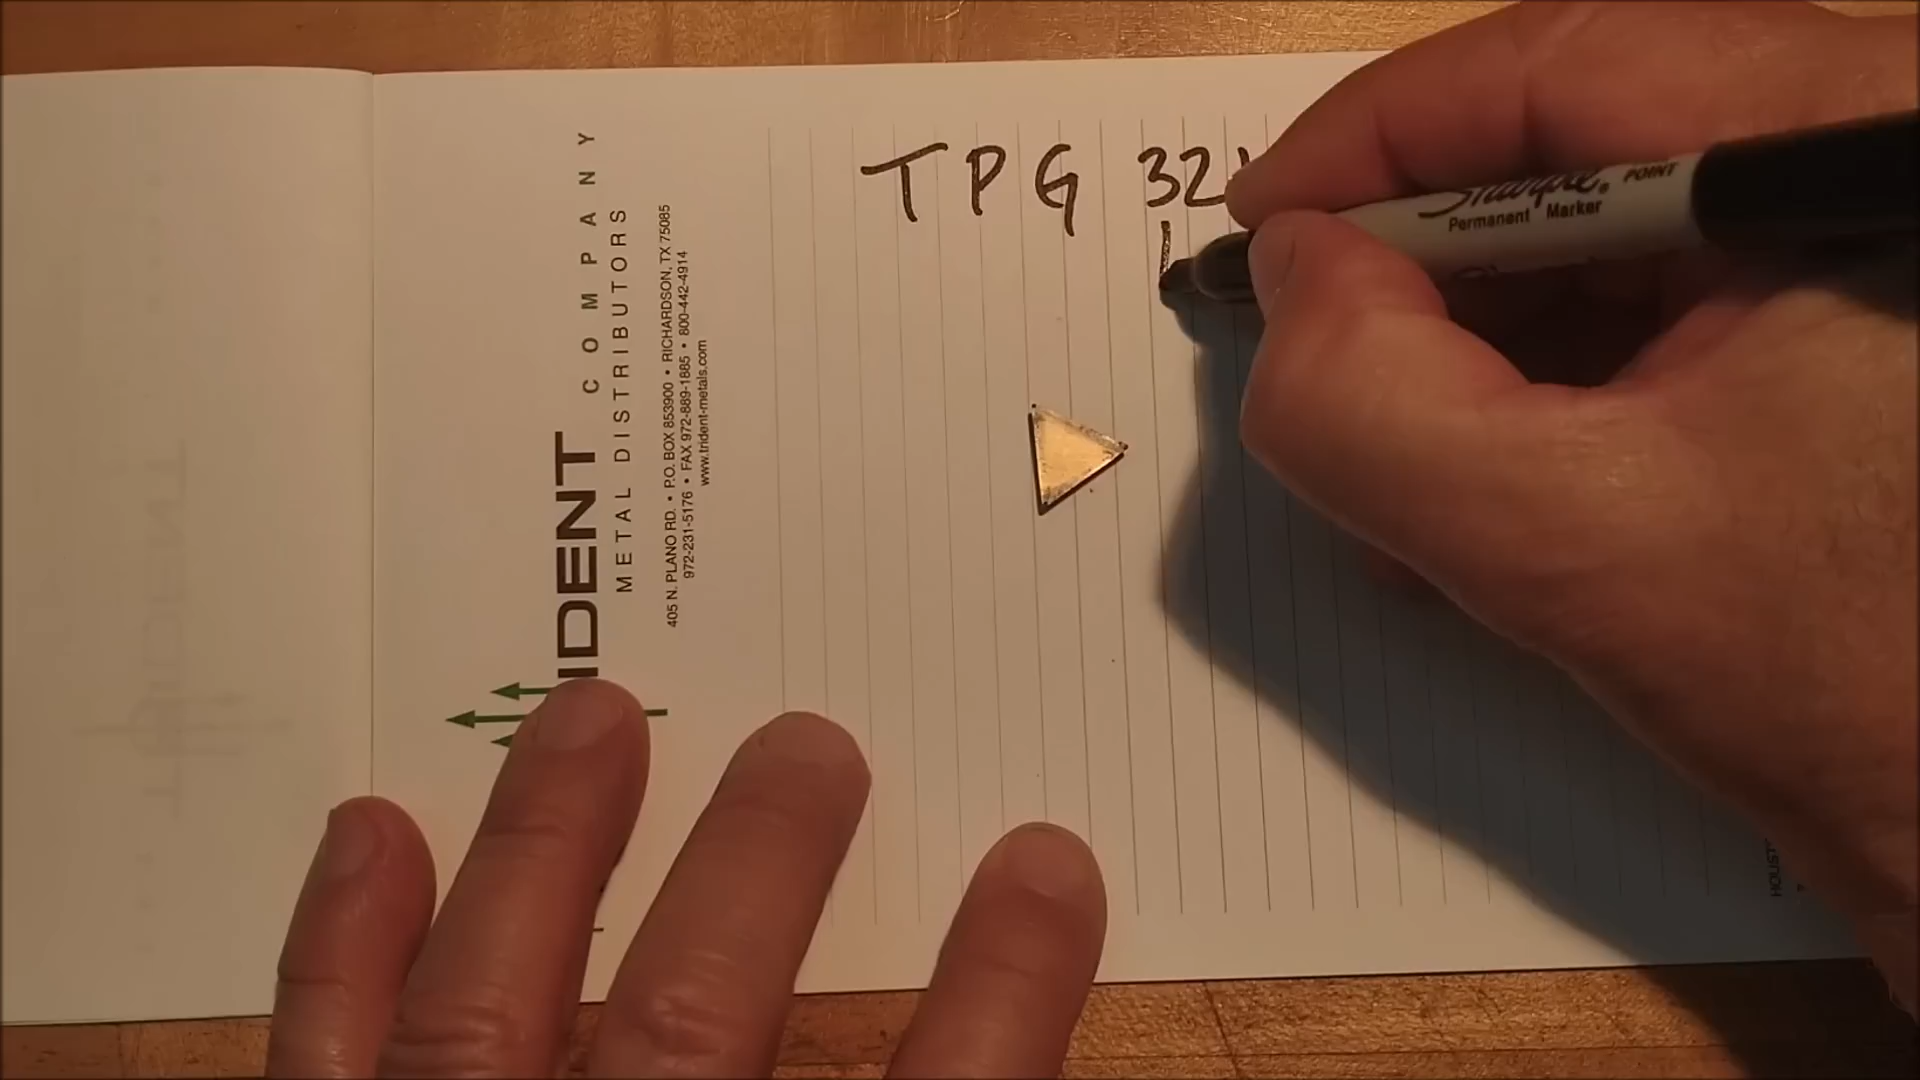 TPG 32
IDENT COMPANY
METAL DISTRIBUTORS
405 N. PLANO RD. • P.O. BOX 853900 • RICHARDSON, TX 75085
972-231-5176 • FAX 972-889-1885 • 800-442-4914
www.trident-metals.com
Sharpie®
POINT
Permanent Marker
HOUST